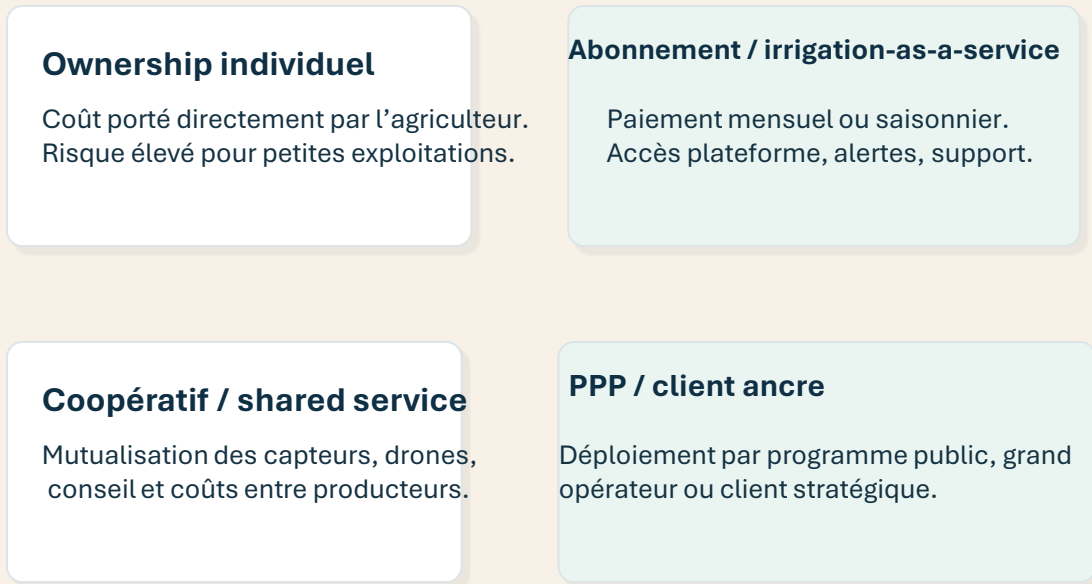 Ownership individuel
Coût porté directement par l’agriculteur.
Risque élevé pour petites exploitations.
Abonnement / irrigation-as-a-service
Paiement mensuel ou saisonnier.
Accès plateforme, alertes, support.
Coopératif / shared service
Mutualisation des capteurs, drones,
conseil et coûts entre producteurs.
PPP / client ancre
Déploiement par programme public, grand
opérateur ou client stratégique.